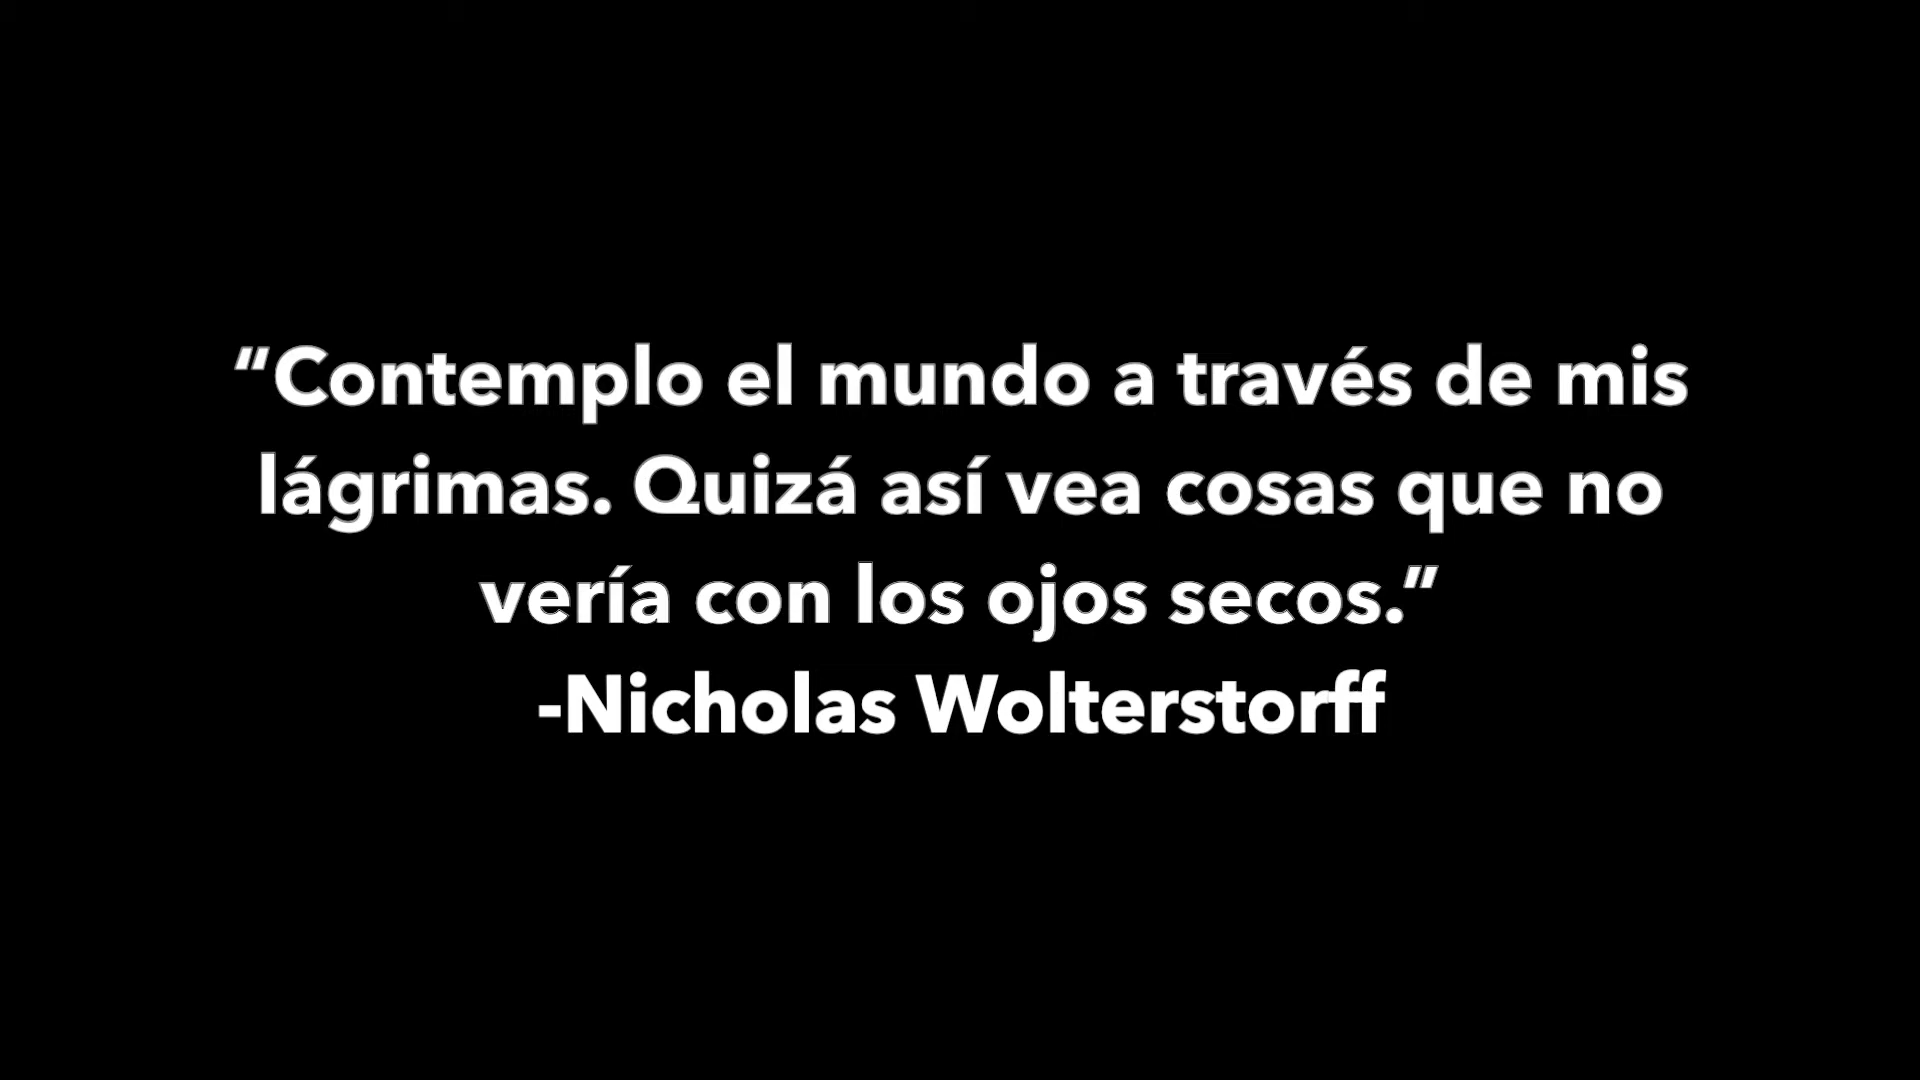 "Contemplo el mundo a través de mis
lágrimas. Quizá así vea cosas que no
vería con los ojos secos."
-Nicholas Wolterstorff